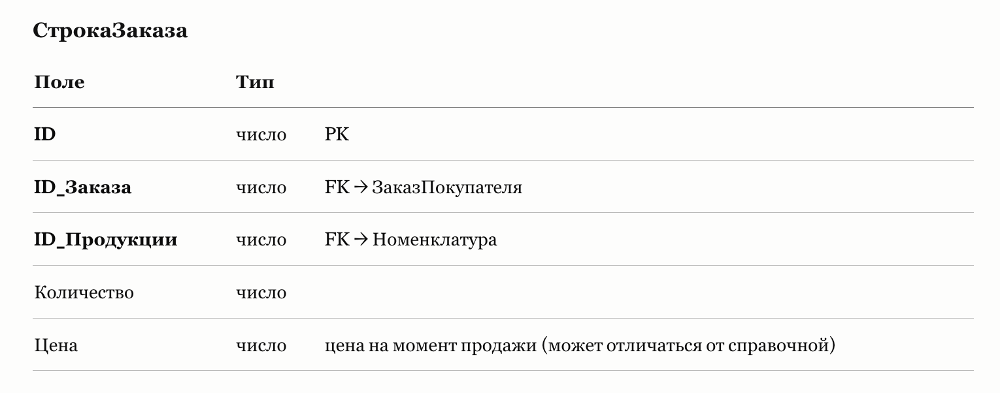 СтрокаЗаказа
Поле Тип
ID число PK
ID_Заказа число FK → ЗаказПокупателя
ID_Продукции число FK → Номенклатура
Количество число
Цена число цена на момент продажи (может отличаться от справочной)